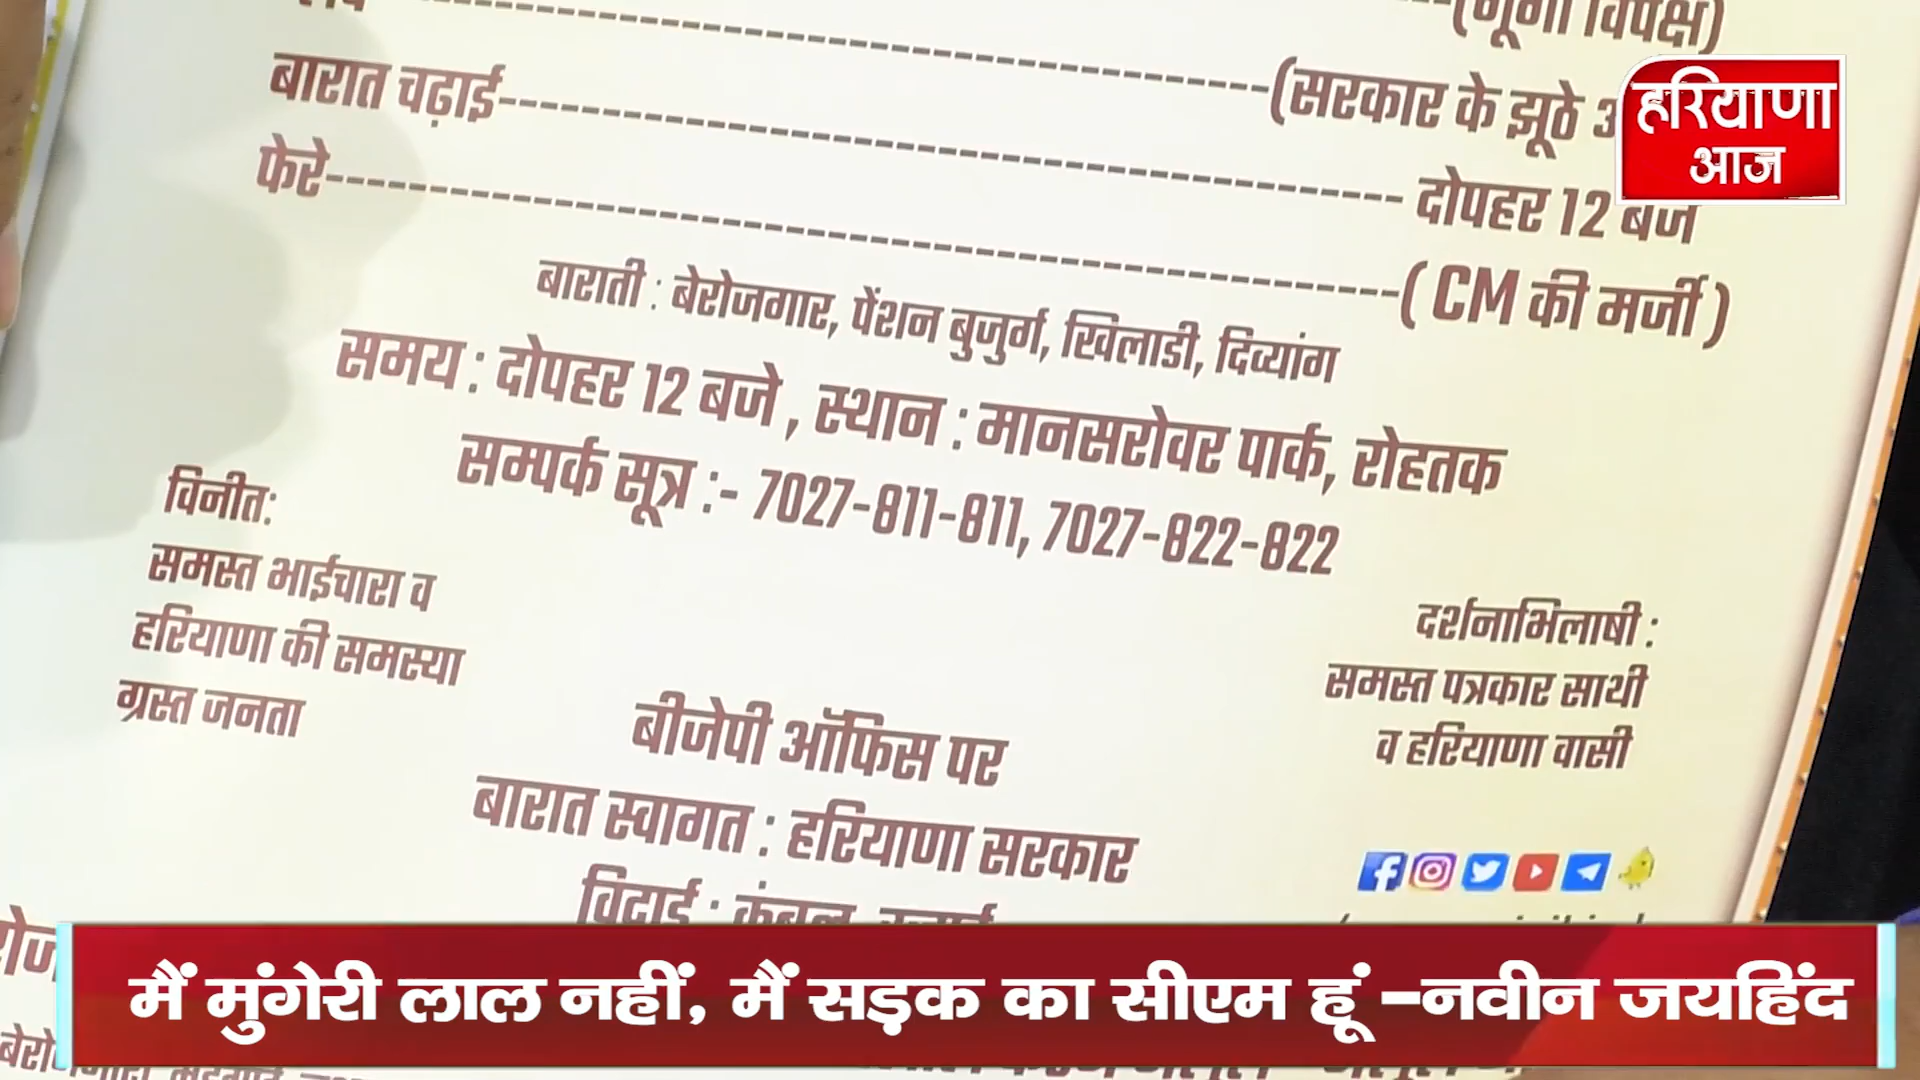 (गूंगा विपक्ष)
(सरकार के झूठे
बारात चढ़ाई------ दोपहर 12 बजे
फेरे------( CM की मर्जी )
बाराती : बेरोजगार, पेंशन बुजुर्ग, खिलाडी, दिव्यांग
समय : दोपहर 12 बजे , स्थान : मानसरोवर पार्क, रोहतक
सम्पर्क सूत्र :- 7027-811-811, 7027-822-822
विनीत:
समस्त भाईचारा व
हरियाणा की समस्या
ग्रस्त जनता
दर्शनाभिलाषी :
समस्त पत्रकार साथी
व हरियाणा वासी
बीजेपी ऑफिस पर
बारात स्वागत : हरियाणा सरकार
विदाई : कंबल
हरियाणा
आज
मैं मुंगेरी लाल नहीं, मैं सड़क का सीएम हूं –नवीन जयहिंद